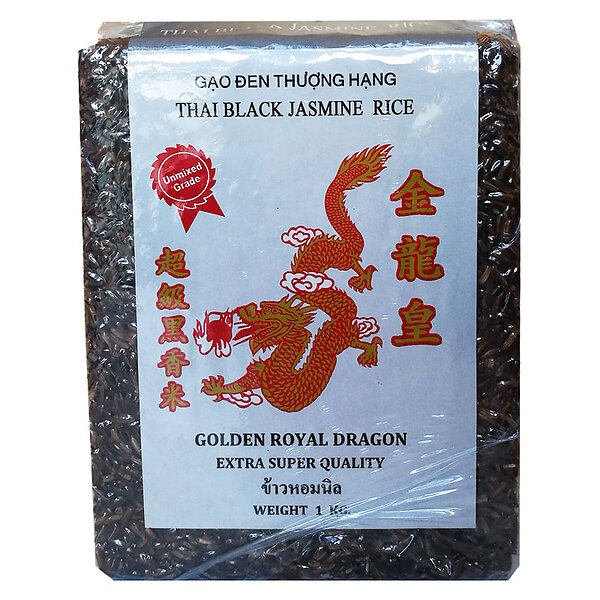 GẠO ĐEN THƯỢNG HẠNG
THAI BLACK JASMINE RICE
Unmixed
Grade
金龍皇
超級黑香米
GOLDEN ROYAL DRAGON
EXTRA SUPER QUALITY
ข้าวหอมนิล
WEIGHT 1 KG.